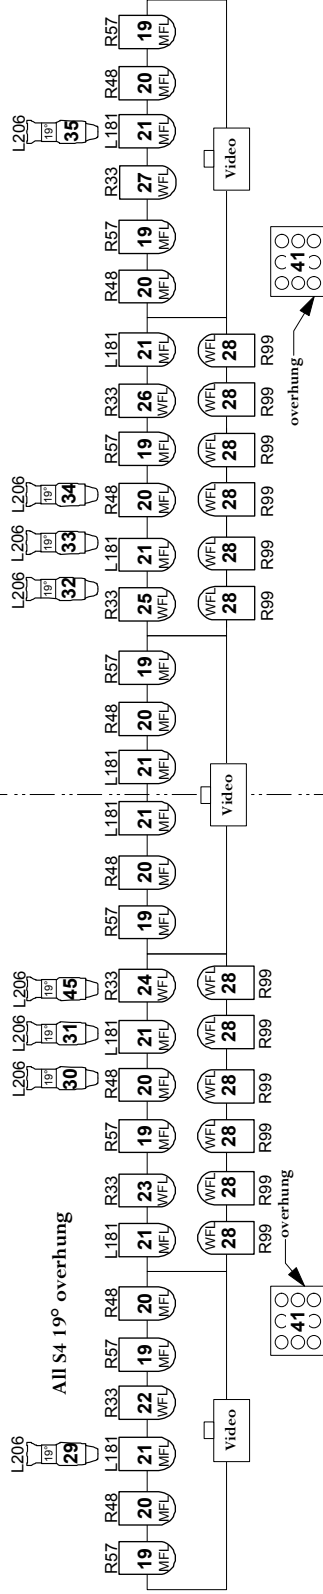 L206 L206 L206 L206 L206 L206 L206 L206
19° 19° 19° 19° 19° 19° 19° 19°
29 30 31 45 32 33 34 35
All S4 19° overhung
R57 R48 L181 R33 R57 R48 L181 R33 R57 R48 L181 R33 R57 R48 L181 L181 R48 R57 R33 L181 R48 R57 R33 L181 R48 R57 R33 L181 R48 R57
19 20 21 22 19 20 21 23 19 20 21 24 19 20 21 21 20 19 25 21 20 19 26 21 20 19 27 21 20 19
MFL MFL MFL WFL MFL MFL MFL WFL MFL MFL MFL WFL MFL MFL MFL MFL MFL MFL WFL MFL MFL MFL WFL MFL MFL MFL WFL MFL MFL MFL
WFL WFL WFL WFL WFL WFL WFL WFL WFL WFL WFL WFL
28 28 28 28 28 28 28 28 28 28 28 28
Video Video Video
R99 R99 R99 R99 R99 R99 R99 R99 R99 R99 R99 R99
overhung overhung
41 41